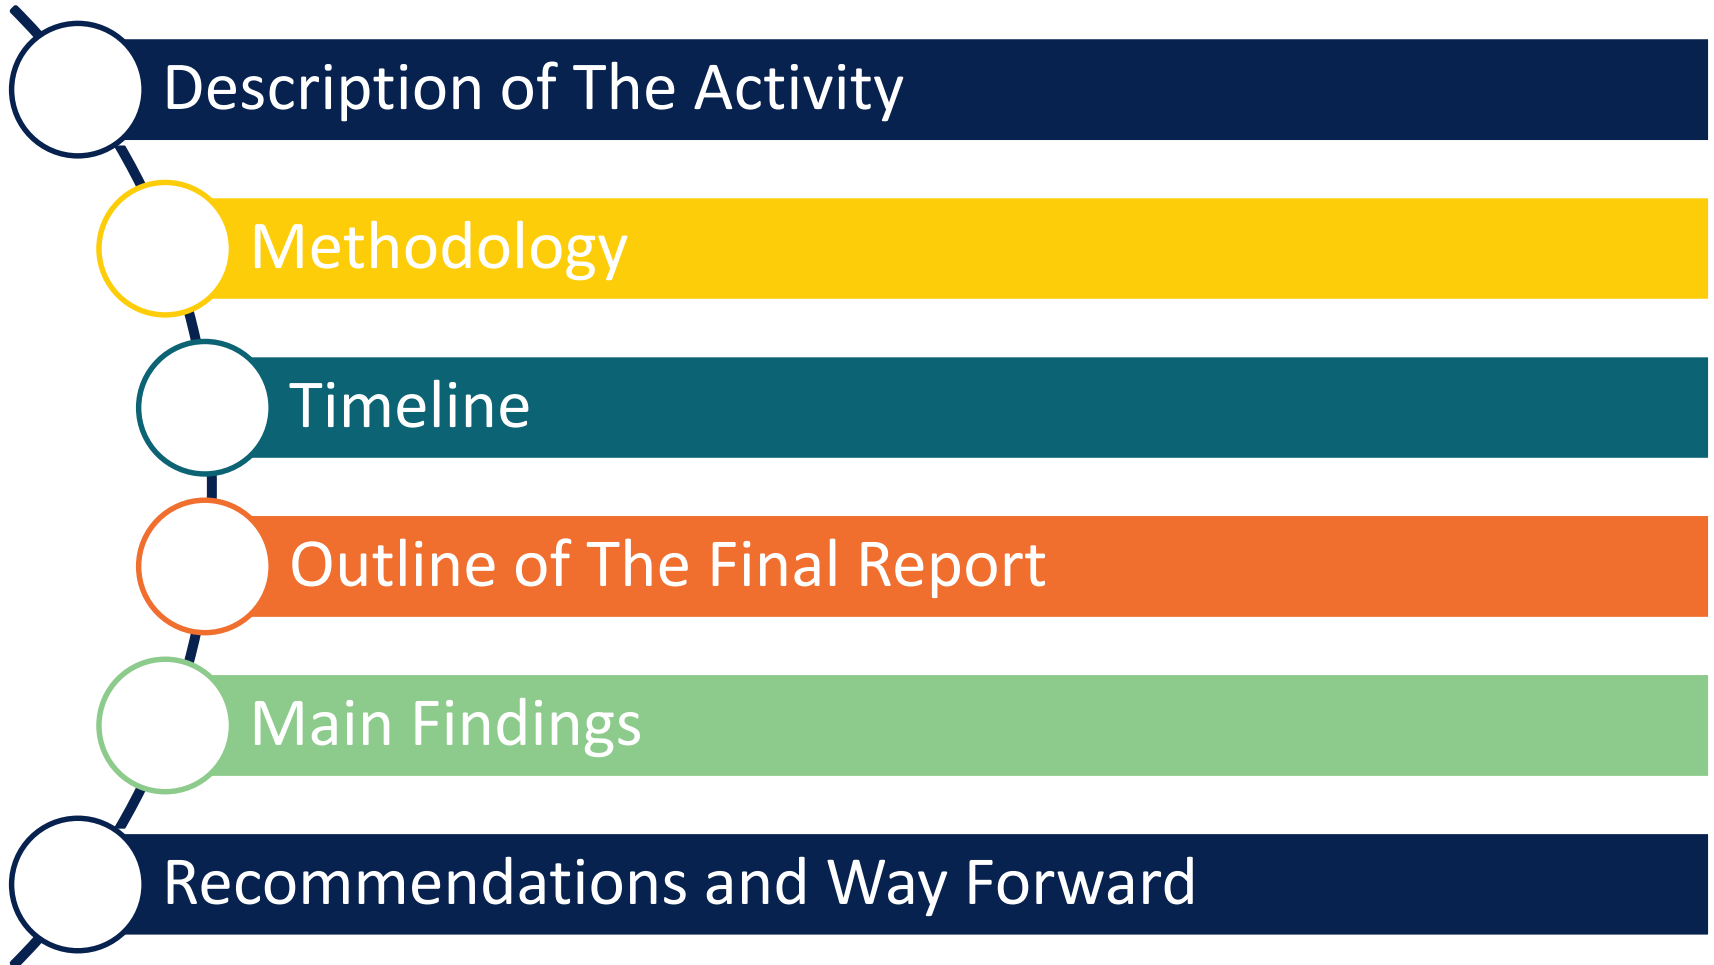 Description of The Activity
Methodology
Timeline
Outline of The Final Report
Main Findings
Recommendations and Way Forward